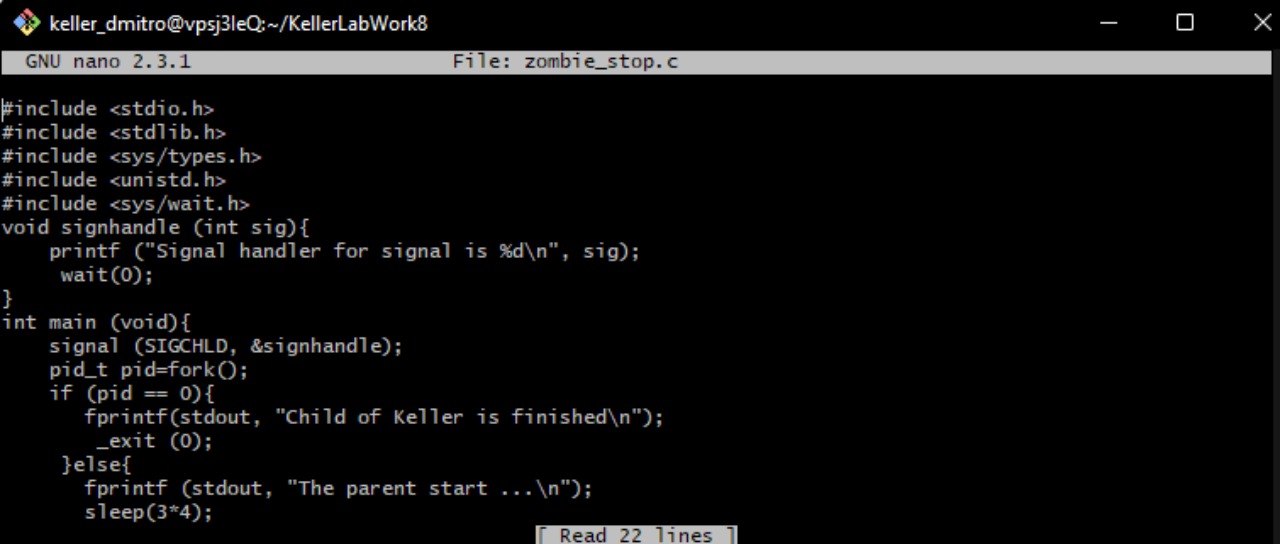 keller_dmitro@vpsj3leQ:~/KellerLabWork8
GNU nano 2.3.1 File: zombie_stop.c
#include <stdio.h>
#include <stdlib.h>
#include <sys/types.h>
#include <unistd.h>
#include <sys/wait.h>
void signhandle (int sig){
    printf ("Signal handler for signal is %d\n", sig);
     wait(0);
}
int main (void){
    signal (SIGCHLD, &signhandle);
    pid_t pid=fork();
    if (pid == 0){
       fprintf(stdout, "Child of Keller is finished\n");
        _exit (0);
     }else{
       fprintf (stdout, "The parent start ...\n");
       sleep(3*4);
[ Read 22 lines ]